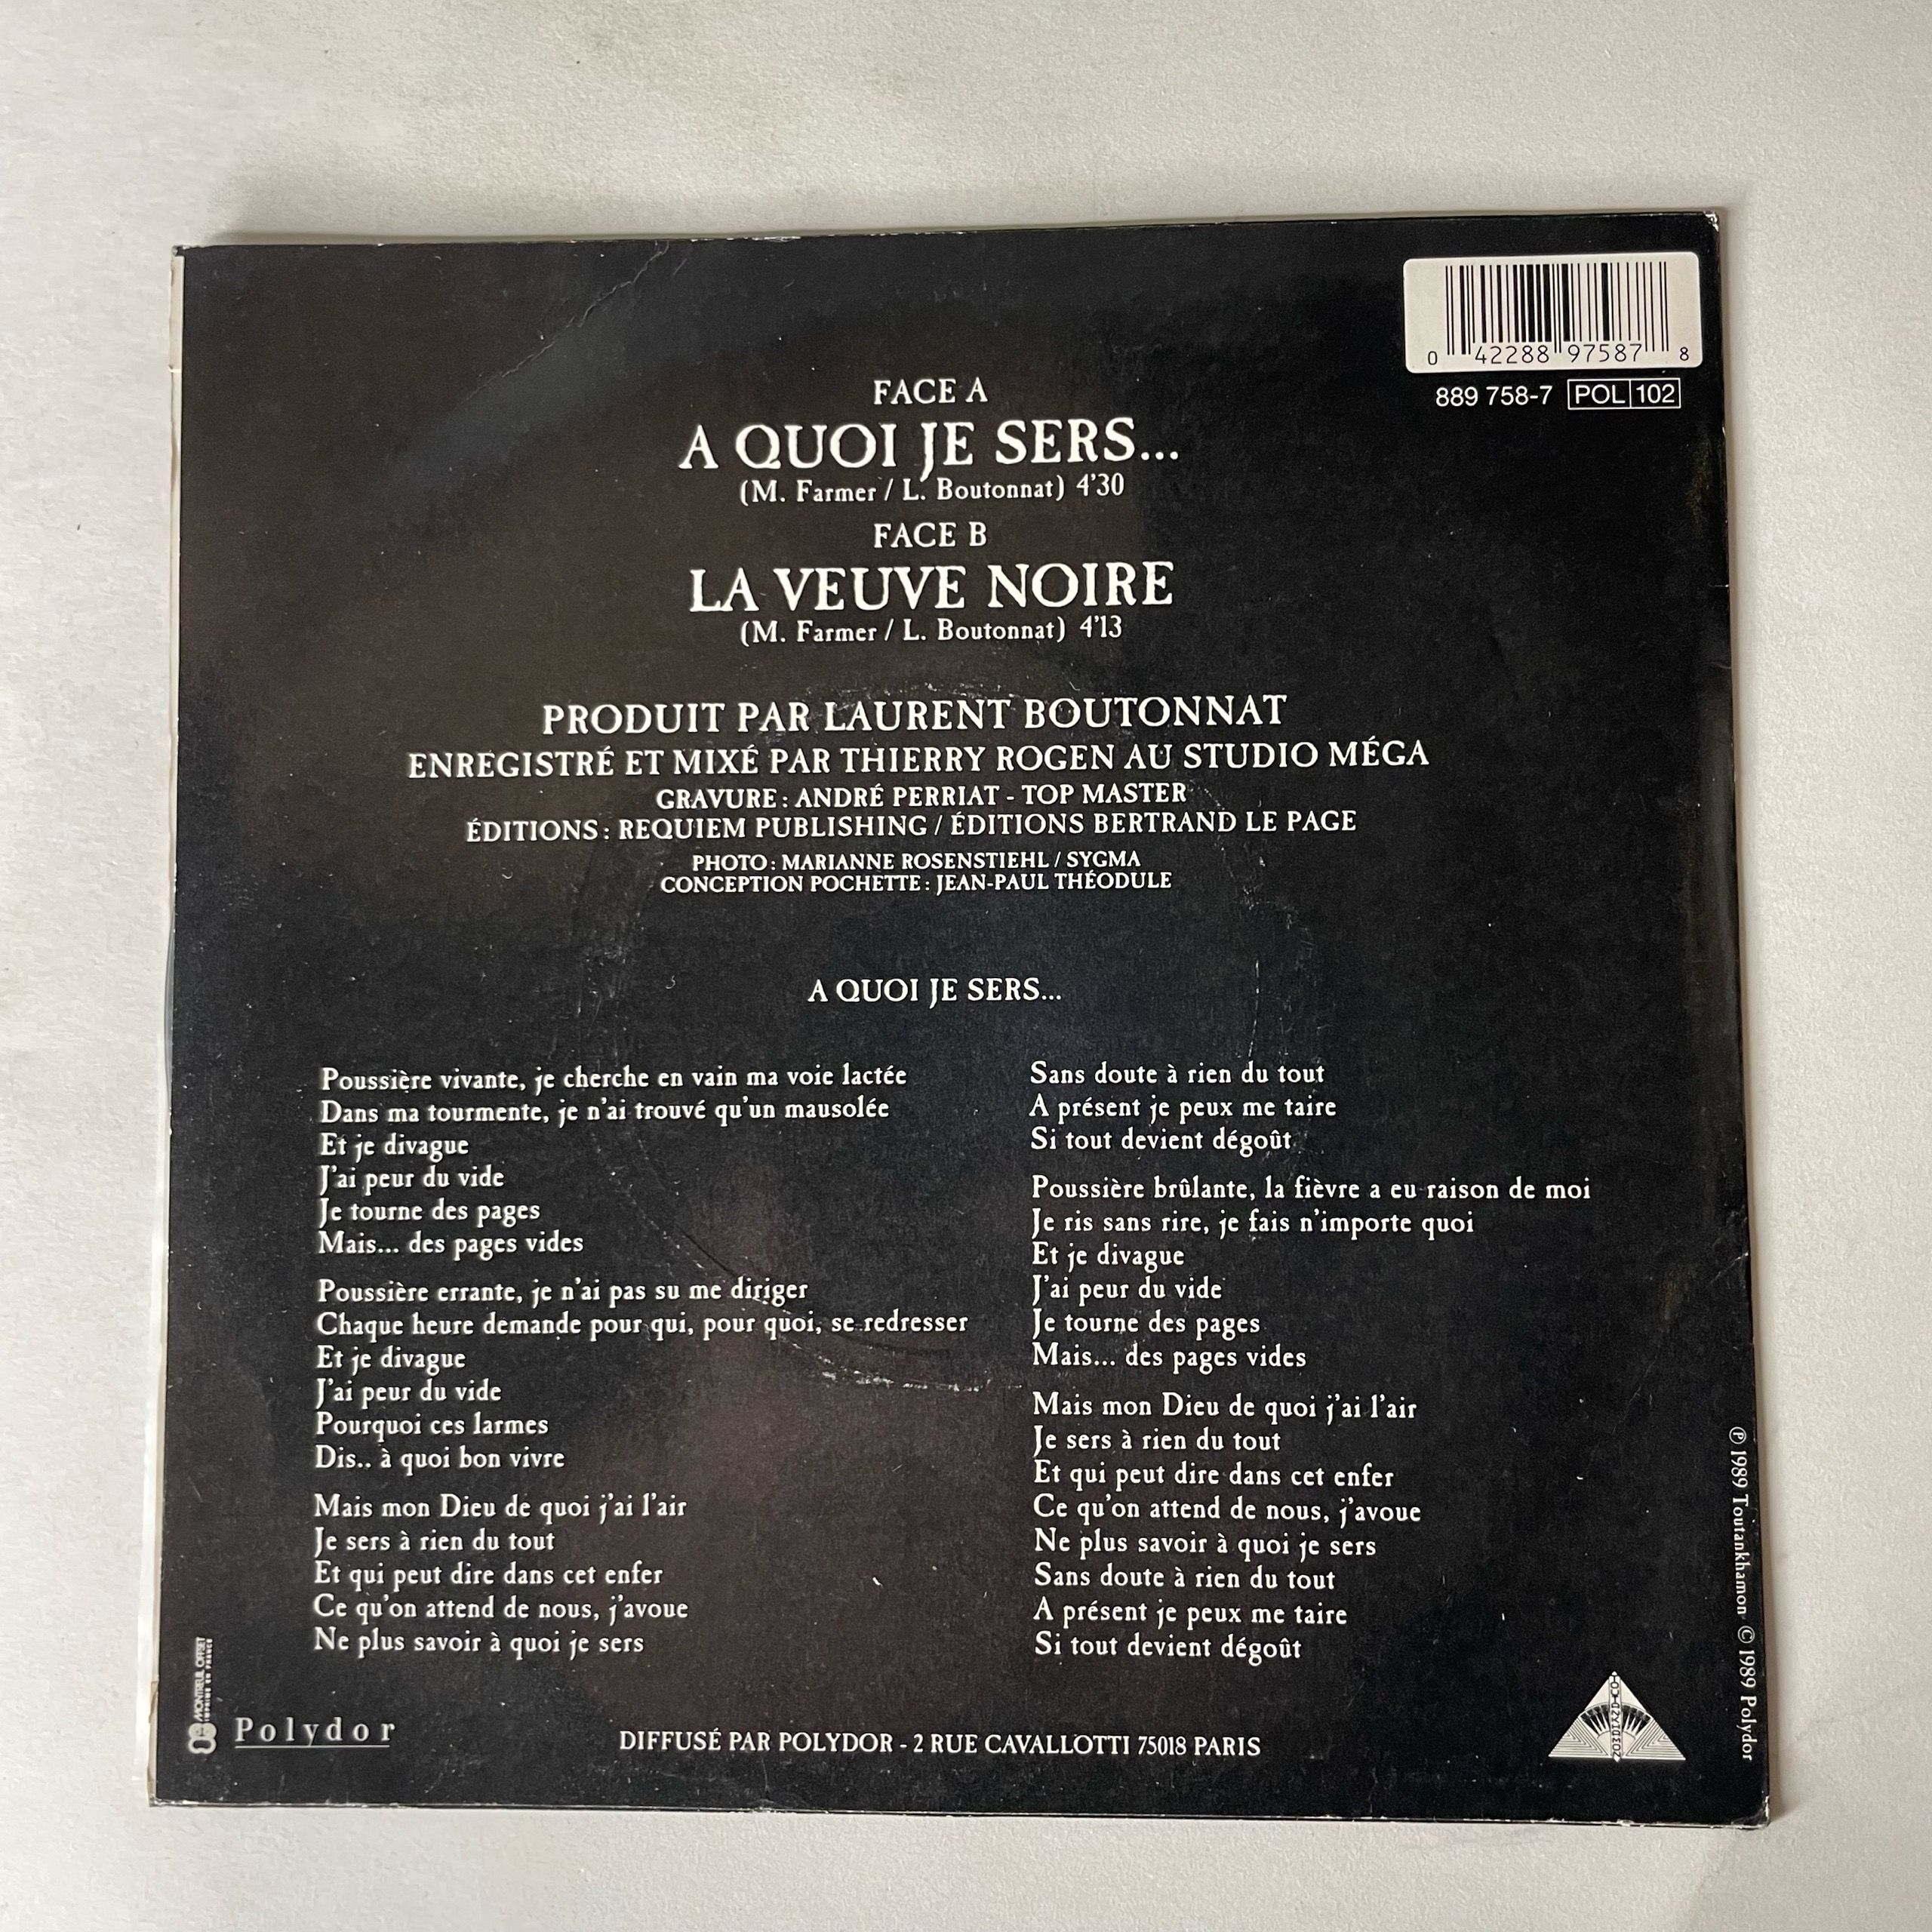 0 42288 97587 8
889 758-7 POL 102
FACE A
A QUOI JE SERS...
(M. Farmer / L. Boutonnat) 4'30
FACE B
LA VEUVE NOIRE
(M. Farmer / L. Boutonnat) 4'13
PRODUIT PAR LAURENT BOUTONNAT
ENREGISTRÉ ET MIXÉ PAR THIERRY ROGEN AU STUDIO MÉGA
GRAVURE : ANDRÉ PERRIAT - TOP MASTER
ÉDITIONS : REQUIEM PUBLISHING / ÉDITIONS BERTRAND LE PAGE
PHOTO : MARIANNE ROSENSTIEHL / SYGMA
CONCEPTION POCHETTE : JEAN-PAUL THÉODULE
A QUOI JE SERS...
Poussière vivante, je cherche en vain ma voie lactée
Dans ma tourmente, je n'ai trouvé qu'un mausolée
Et je divague
J'ai peur du vide
Je tourne des pages
Mais... des pages vides
Poussière errante, je n'ai pas su me diriger
Chaque heure demande pour qui, pour quoi, se redresser
Et je divague
J'ai peur du vide
Pourquoi ces larmes
Dis.. à quoi bon vivre
Mais mon Dieu de quoi j'ai l'air
Je sers à rien du tout
Et qui peut dire dans cet enfer
Ce qu'on attend de nous, j'avoue
Ne plus savoir à quoi je sers
Sans doute à rien du tout
A présent je peux me taire
Si tout devient dégoût
Poussière brûlante, la fièvre a eu raison de moi
Je ris sans rire, je fais n'importe quoi
Et je divague
J'ai peur du vide
Je tourne des pages
Mais... des pages vides
Mais mon Dieu de quoi j'ai l'air
Je sers à rien du tout
Et qui peut dire dans cet enfer
Ce qu'on attend de nous, j'avoue
Ne plus savoir à quoi je sers
Sans doute à rien du tout
A présent je peux me taire
Si tout devient dégoût
MONTREUIL OFFSET
IMPRIMÉ EN FRANCE
Polydor
DIFFUSÉ PAR POLYDOR - 2 RUE CAVALLOTTI 75018 PARIS
TOUTANKHAMON
℗ 1989 Toutankhamon © 1989 Polydor